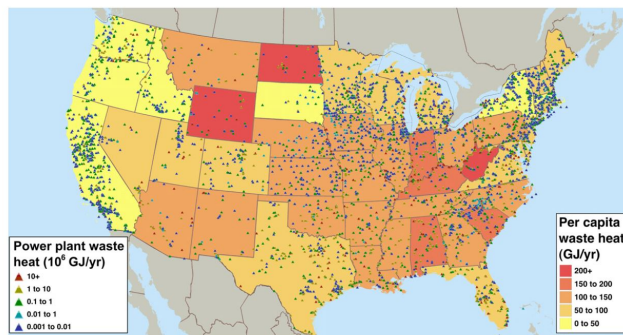 Power plant waste
heat (10⁶ GJ/yr)
10+
1 to 10
0.1 to 1
0.01 to 1
0.001 to 0.01
Per capita
waste heat
(GJ/yr)
200+
150 to 200
100 to 150
50 to 100
0 to 50